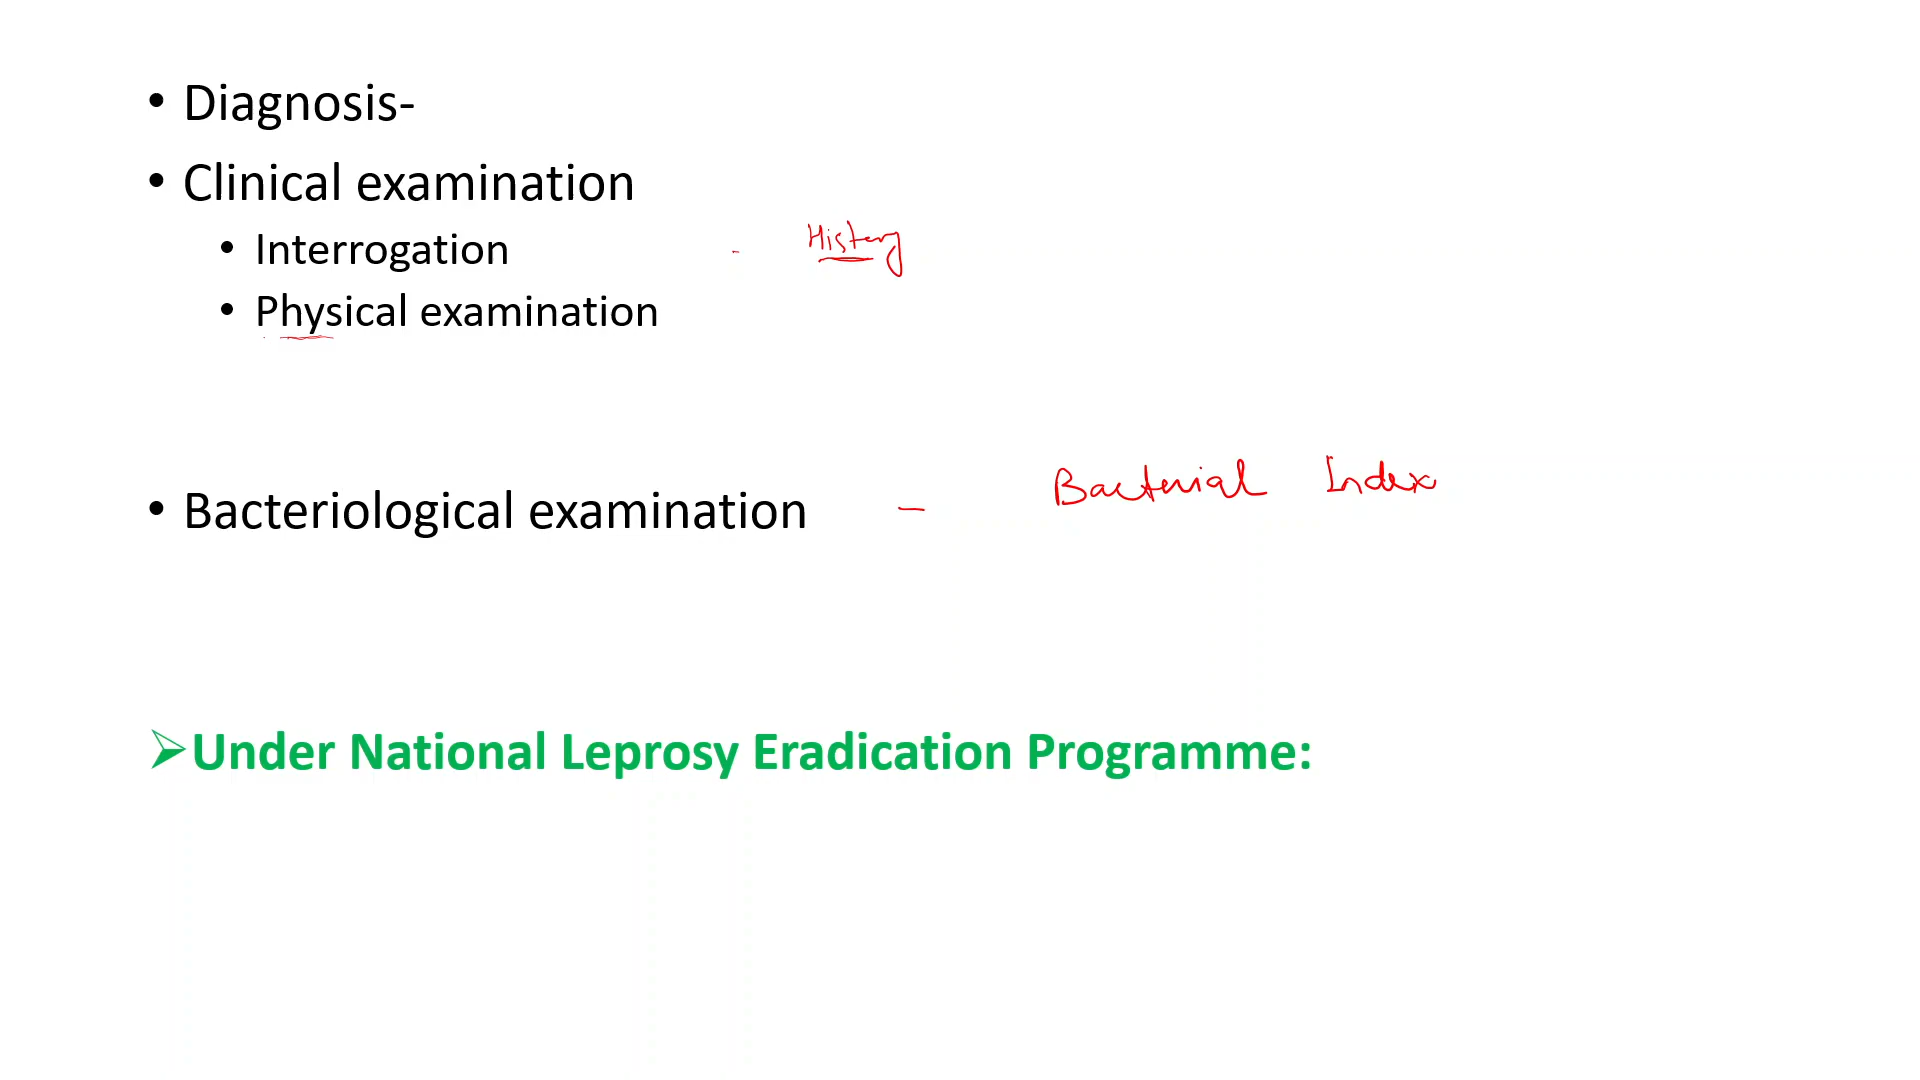 • Diagnosis-
• Clinical examination
• Interrogation - History
• Physical examination
• Bacteriological examination - Bacterial Index
➢Under National Leprosy Eradication Programme: